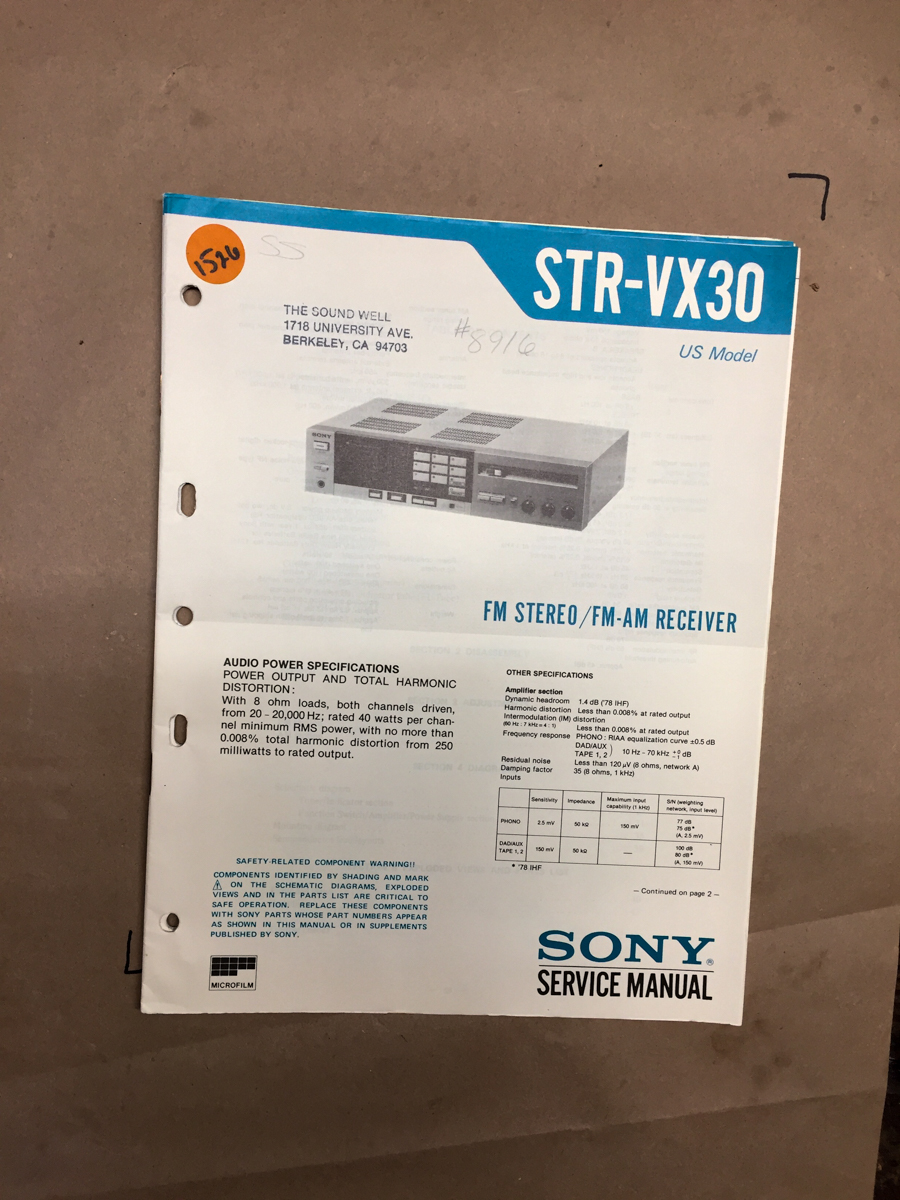 1526
SS
STR-VX30
US Model
THE SOUND WELL
1718 UNIVERSITY AVE.
BERKELEY, CA 94703
#8916
SONY
FM STEREO/FM-AM RECEIVER
AUDIO POWER SPECIFICATIONS
POWER OUTPUT AND TOTAL HARMONIC
DISTORTION:
With 8 ohm loads, both channels driven,
from 20 - 20,000 Hz; rated 40 watts per chan-
nel minimum RMS power, with no more than
0.008% total harmonic distortion from 250
milliwatts to rated output.
OTHER SPECIFICATIONS
Amplifier section
Dynamic headroom 1.4 dB ('78 IHF)
Harmonic distortion Less than 0.008% at rated output
Intermodulation (IM) distortion
(60 Hz : 7 kHz = 4 : 1) Less than 0.008% at rated output
Frequency response PHONO : RIAA equalization curve ±0.5 dB
DAD/AUX
TAPE 1, 2 ) 10 Hz - 70 kHz +0 -1 dB
Residual noise Less than 120 μV (8 ohms, network A)
Damping factor 35 (8 ohms, 1 kHz)
Inputs
Sensitivity Impedance Maximum input capability (1 kHz) S/N (weighting network, input level)
PHONO 2.5 mV 50 kΩ 150 mV 77 dB 75 dB* (A, 2.5 mV)
DAD/AUX TAPE 1, 2 150 mV 50 kΩ — 100 dB 80 dB* (A, 150 mV)
* '78 IHF
— Continued on page 2 —
SAFETY-RELATED COMPONENT WARNING!!
COMPONENTS IDENTIFIED BY SHADING AND MARK
⚠ ON THE SCHEMATIC DIAGRAMS, EXPLODED
VIEWS AND IN THE PARTS LIST ARE CRITICAL TO
SAFE OPERATION. REPLACE THESE COMPONENTS
WITH SONY PARTS WHOSE PART NUMBERS APPEAR
AS SHOWN IN THIS MANUAL OR IN SUPPLEMENTS
PUBLISHED BY SONY.
MICROFILM
SONY®
SERVICE MANUAL